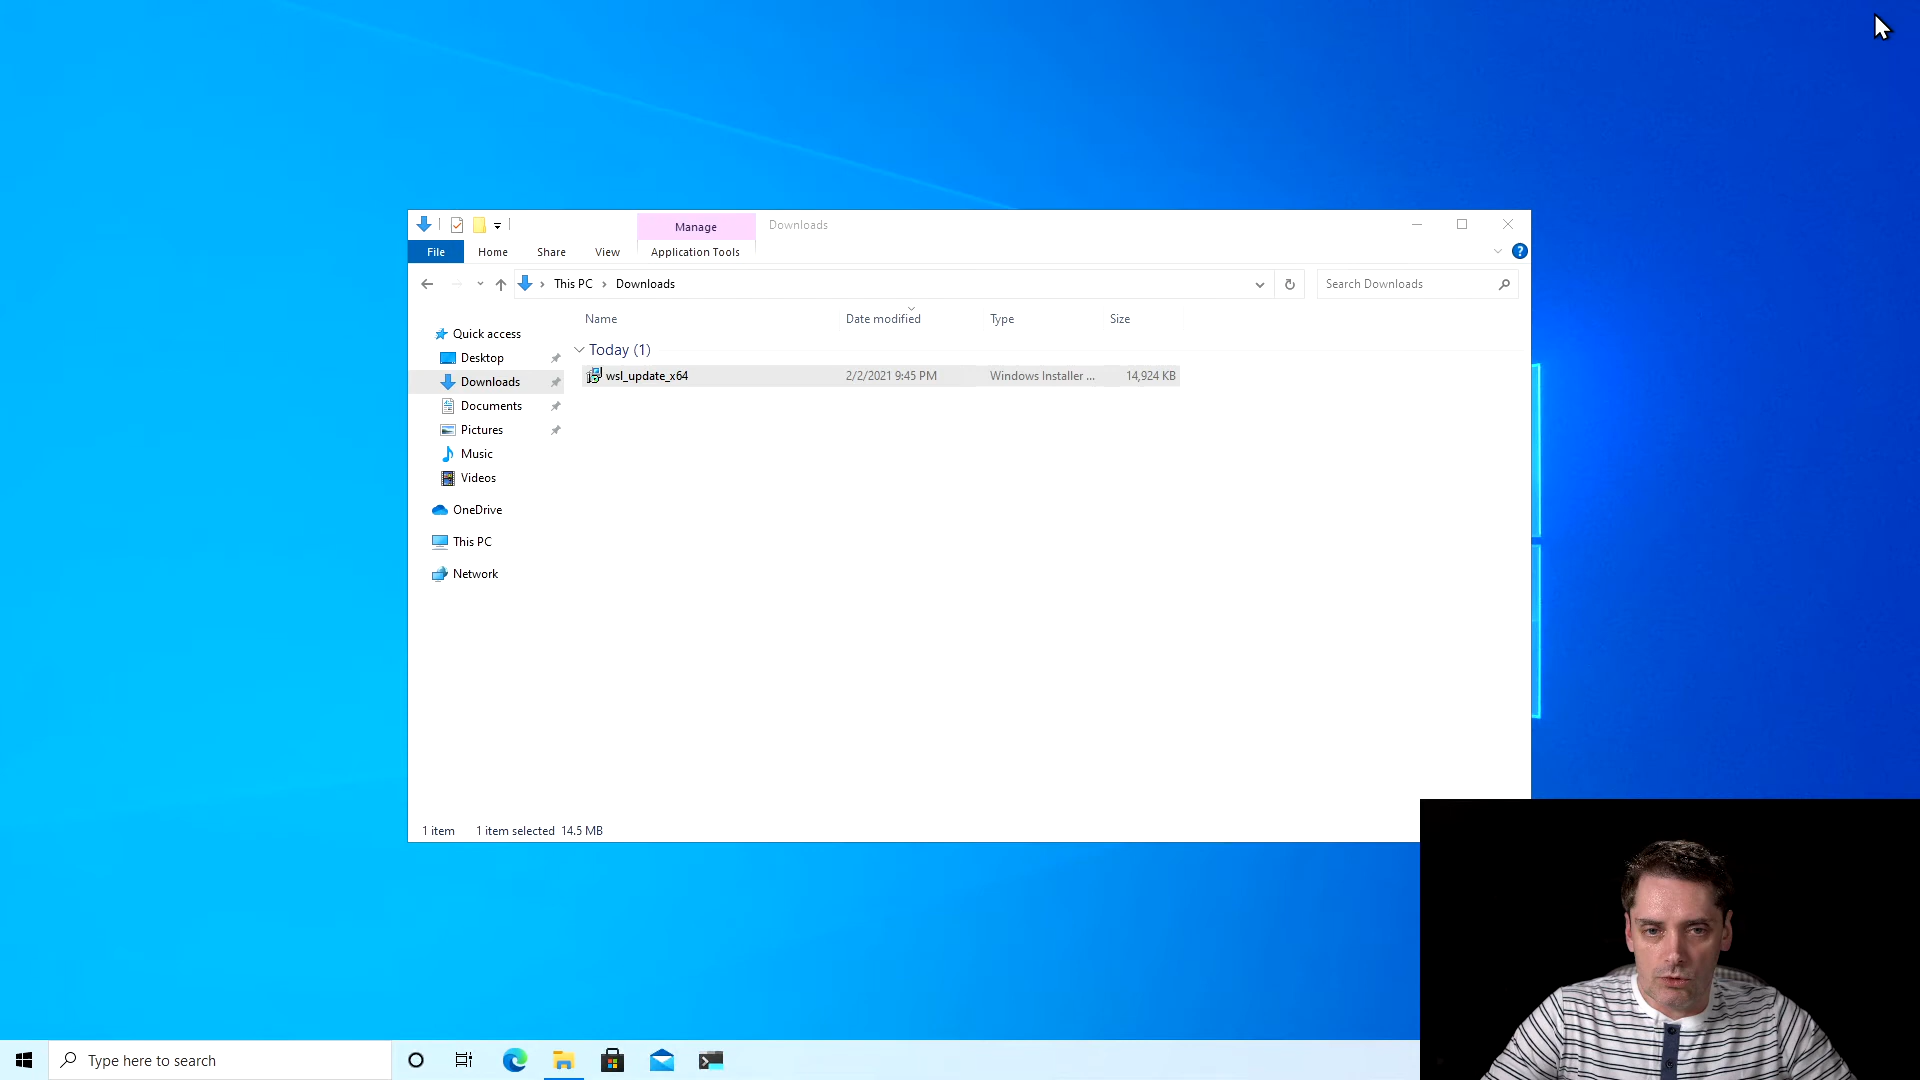 Manage
Downloads
File
Home
Share
View
Application Tools
?
This PC
Downloads
Search Downloads
Name
Date modified
Type
Size
Quick access
Desktop
Downloads
Documents
Pictures
Music
Videos
OneDrive
This PC
Network
Today (1)
wsl_update_x64
2/2/2021 9:45 PM
Windows Installer ...
14,924 KB
1 item
1 item selected 14.5 MB
Type here to search